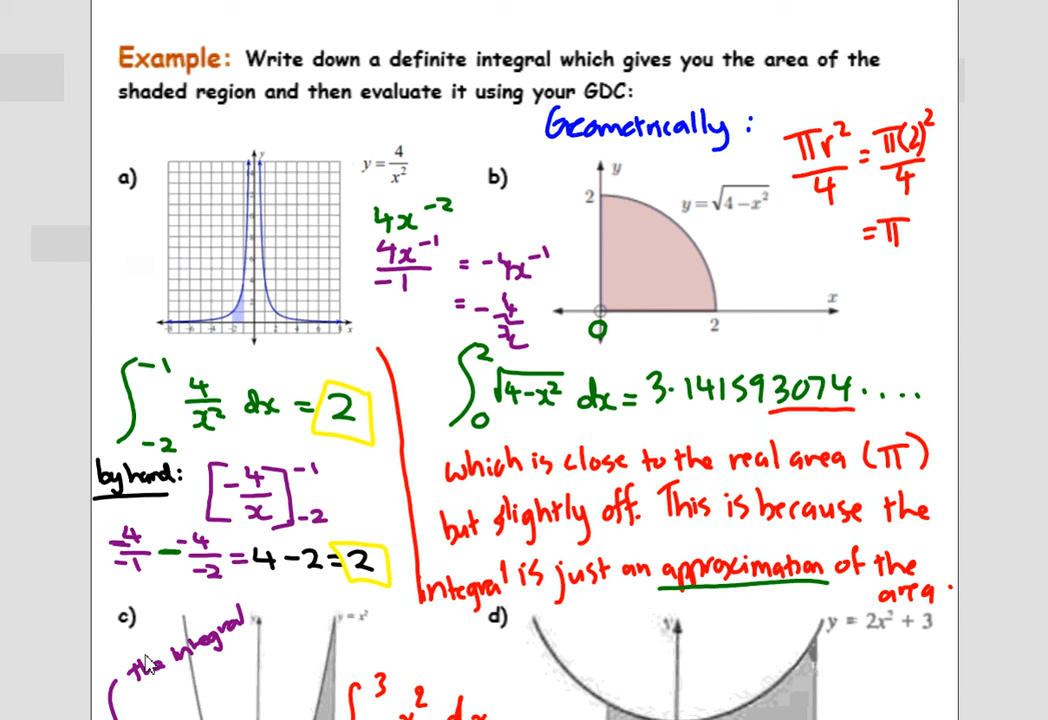 Example: Write down a definite integral which gives you the area of the
shaded region and then evaluate it using your GDC:
Geometrically:
πr²/4 = π(2)²/4
= π
a)
y = 4/x²
4x⁻²
4x⁻¹/-1 = -4x⁻¹
= -4/x
b)
y
2
y = √(4-x²)
x
0
2
∫₋₂⁻¹ 4/x² dx = 2
by hand: [-4/x]₋₂⁻¹
-4/-1 - -4/-2 = 4 - 2 = 2
∫₀² √(4-x²) dx = 3.141593074....
which is close to the real area (π)
but slightly off. This is because the
integral is just an approximation of the
area.
c)
the integral
y = x²
∫ 3 x² dx
d)
y
y = 2x² + 3